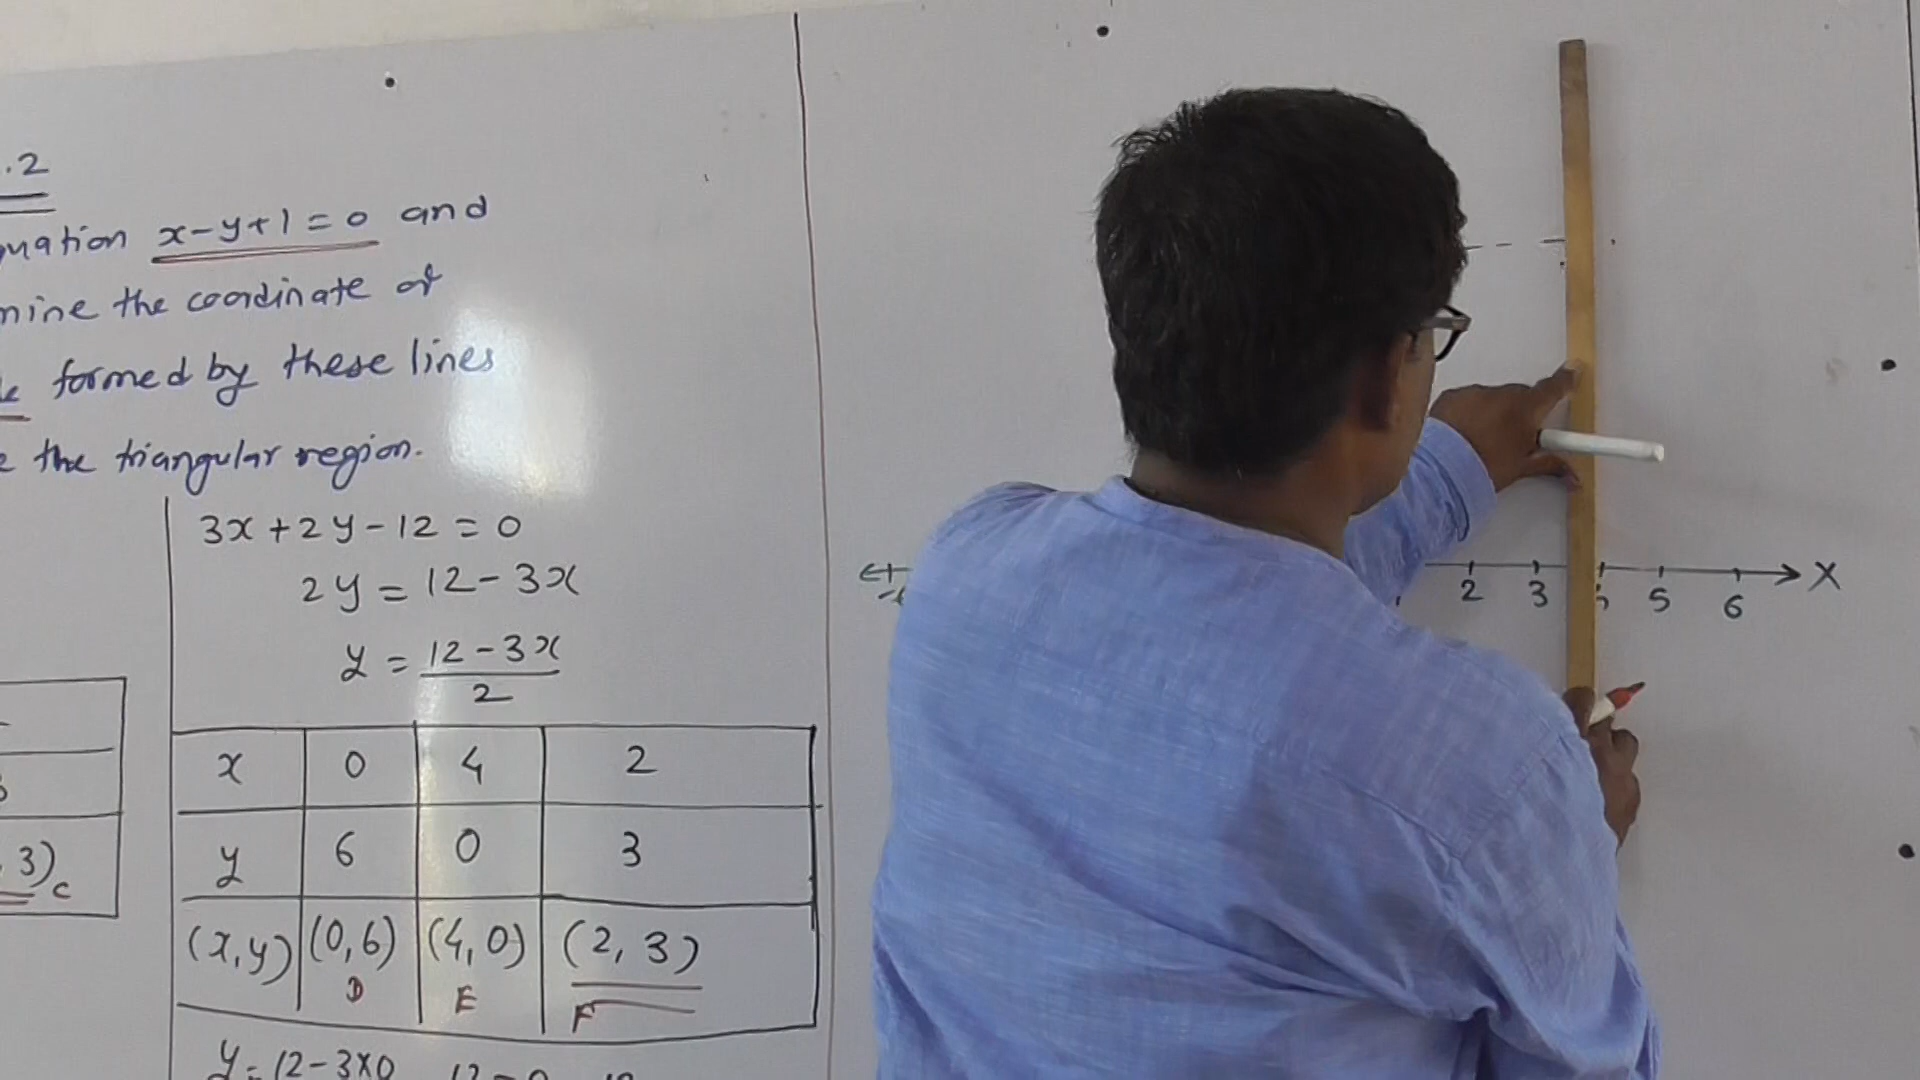 .2
x-y+1=0 and
the coordinate of
formed by these lines
the triangular region.
3x+2y-12=0
2y=12-3x
y=12-3x
2
x 0 4 2
y 6 0 3
3)c
(x,y) (0,6) (4,0) (2,3)
D E F
y=12-3x0
2 3 5 6 X